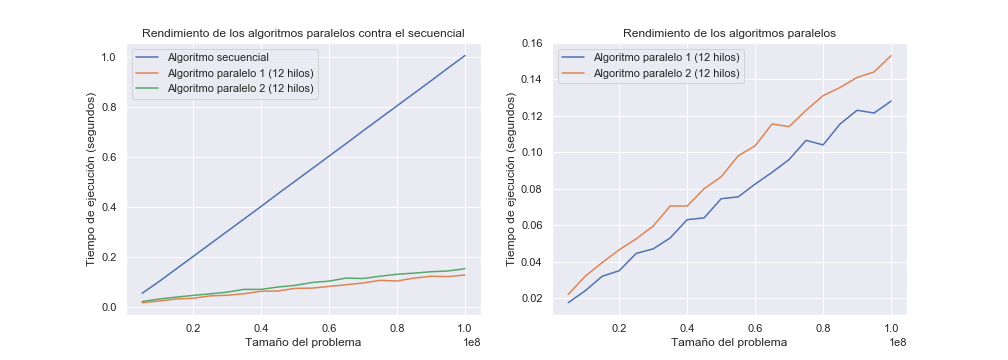 Rendimiento de los algoritmos paralelos contra el secuencial
Algoritmo secuencial
Algoritmo paralelo 1 (12 hilos)
Algoritmo paralelo 2 (12 hilos)
Tiempo de ejecución (segundos)
1.0
0.8
0.6
0.4
0.2
0.0
0.2
0.4
0.6
0.8
1.0
1e8
Tamaño del problema
Rendimiento de los algoritmos paralelos
Algoritmo paralelo 1 (12 hilos)
Algoritmo paralelo 2 (12 hilos)
Tiempo de ejecución (segundos)
0.16
0.14
0.12
0.10
0.08
0.06
0.04
0.02
0.2
0.4
0.6
0.8
1.0
1e8
Tamaño del problema